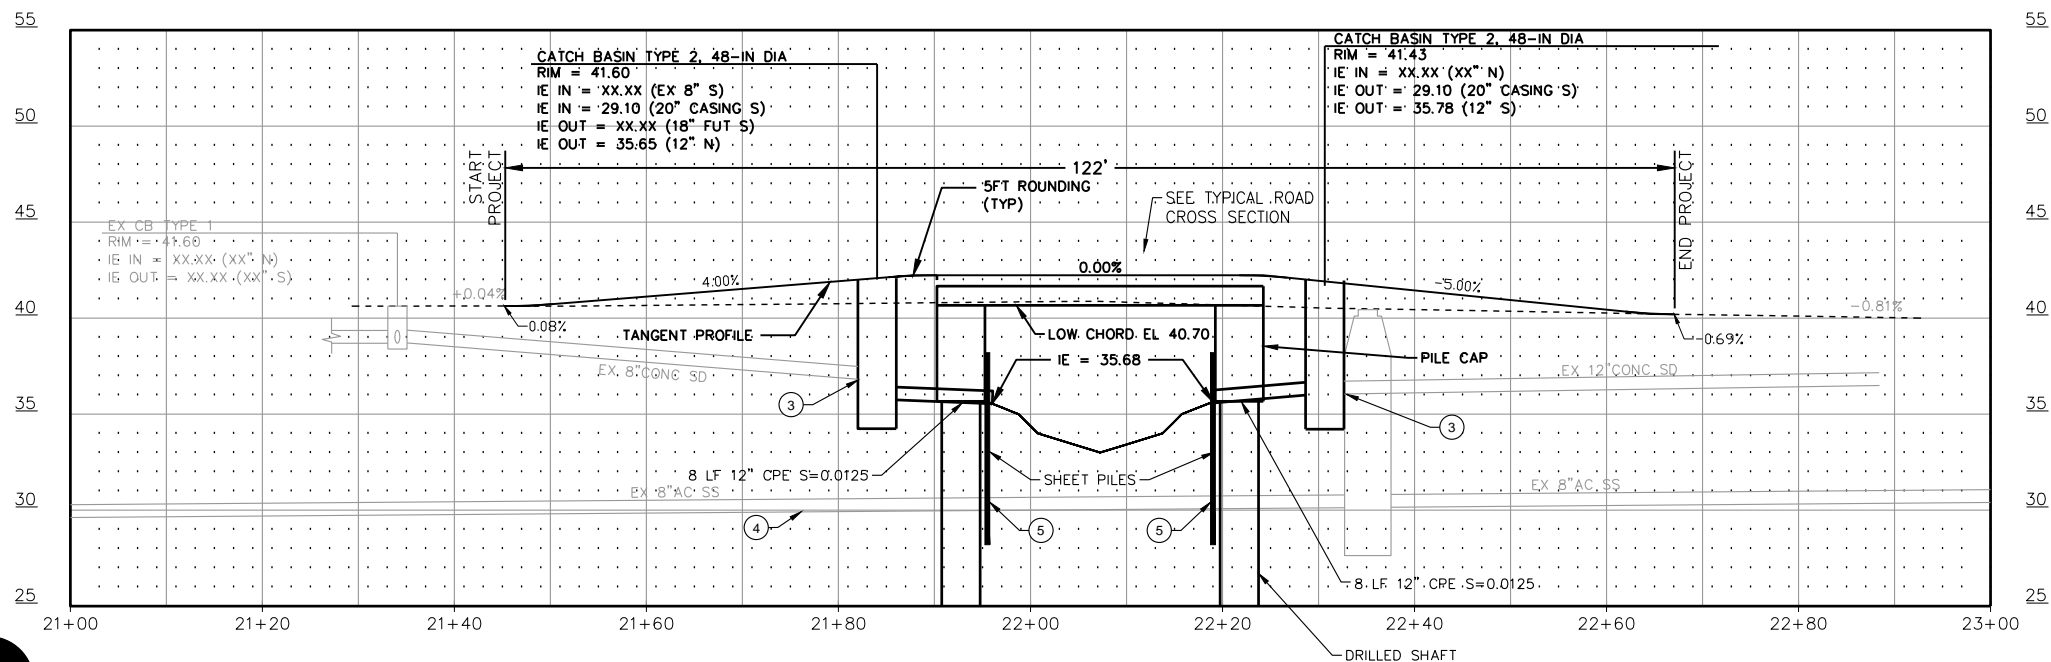 55
50
45
40
35
30
25
55
50
45
40
35
30
25
CATCH BASIN TYPE 2, 48-IN DIA
RIM = 41.60
IE IN = XX.XX (EX 8" S)
IE IN = 29.10 (20" CASING S)
IE OUT = XX.XX (18" FUT S)
IE OUT = 35.65 (12" N)
CATCH BASIN TYPE 2, 48-IN DIA
RIM = 41.43
IE IN = XX.XX (XX" N)
IE OUT = 29.10 (20" CASING S)
IE OUT = 35.78 (12" S)
START
PROJECT
122'
END PROJECT
5FT ROUNDING
(TYP)
SEE TYPICAL ROAD
CROSS SECTION
EX CB TYPE 1
RIM = 41.60
IE IN = XX.XX (XX" N)
IE OUT = XX.XX (XX" S)
+0.04%
4.00%
0.00%
-5.00%
-0.81%
-0.08%
TANGENT PROFILE
LOW CHORD EL 40.70
IE = 35.68
PILE CAP
-0.69%
EX 8"CONC SD
EX 12"CONC SD
3
3
8 LF 12" CPE S=0.0125
SHEET PILES
EX 8"AC SS
EX 8"AC SS
4
5
5
8 LF 12" CPE S=0.0125
21+00
21+20
21+40
21+60
21+80
22+00
22+20
22+40
22+60
22+80
23+00
DRILLED SHAFT